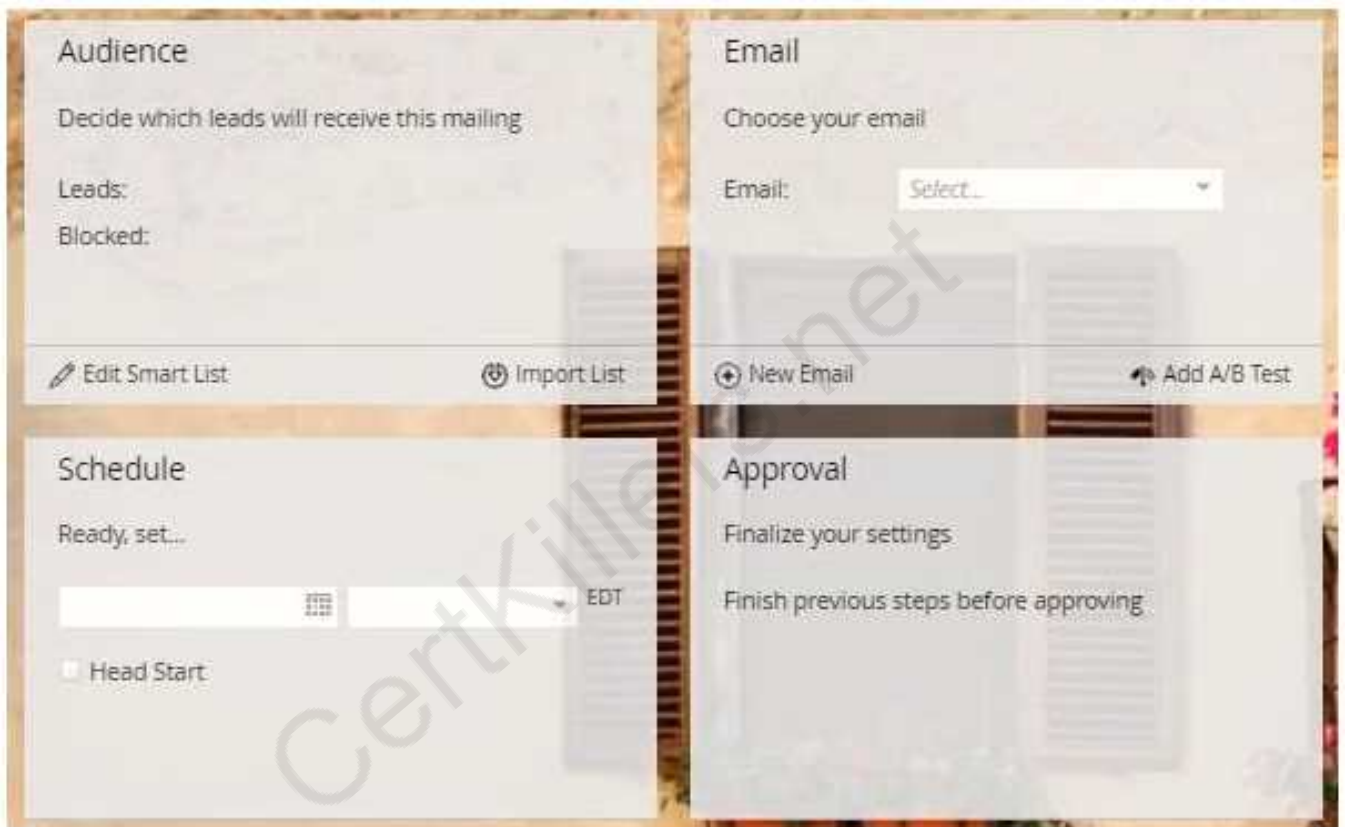 Audience
Decide which leads will receive this mailing
Leads:
Blocked:
Edit Smart List
Import List
Email
Choose your email
Email:
Select...
New Email
Add A/B Test
Schedule
Ready, set...
EDT
Head Start
Approval
Finalize your settings
Finish previous steps before approving